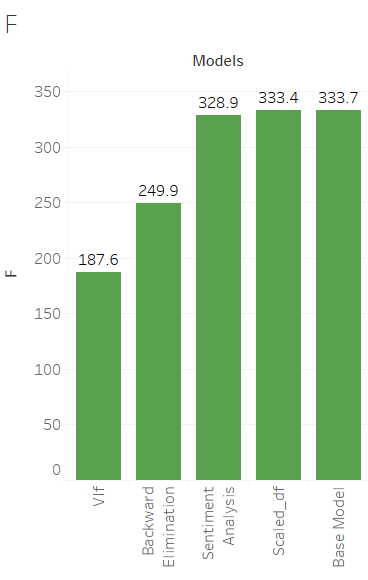 F
Models
350
300
250
200
150
100
50
0
F
187.6
249.9
328.9
333.4
333.7
Vif
Backward
Elimination
Sentiment
Analysis
Scaled_df
Base Model